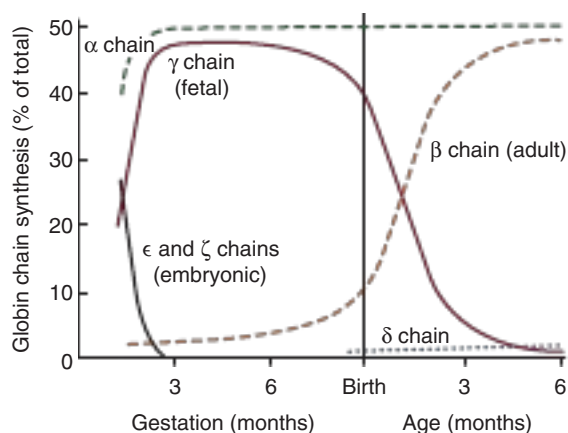 Globin chain synthesis (% of total)
50
40
30
20
10
0
α chain
γ chain
(fetal)
β chain (adult)
ϵ and ζ chains
(embryonic)
δ chain
3
6
Birth
3
6
Gestation (months)
Age (months)